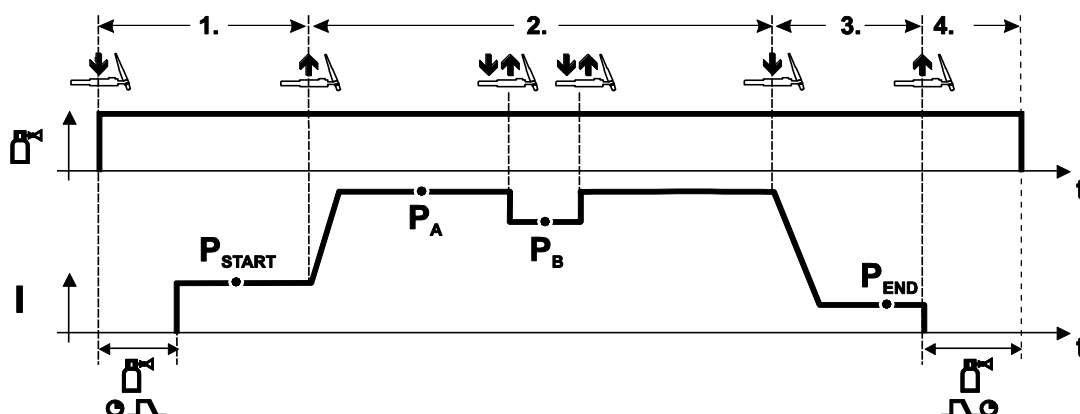 1.
2.
3.
4.
t
P_A
P_B
P_START
P_END
I
t